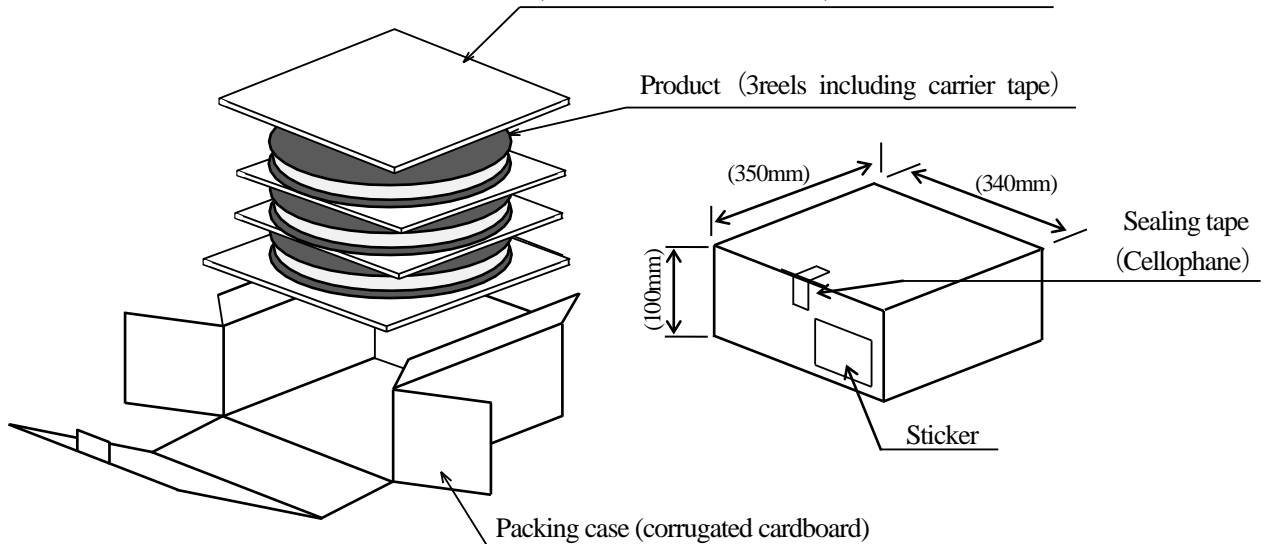 Product（3reels including carrier tape）
(350mm)
(340mm)
Sealing tape
(Cellophane）
(100mm)
Sticker
Packing case (corrugated cardboard)